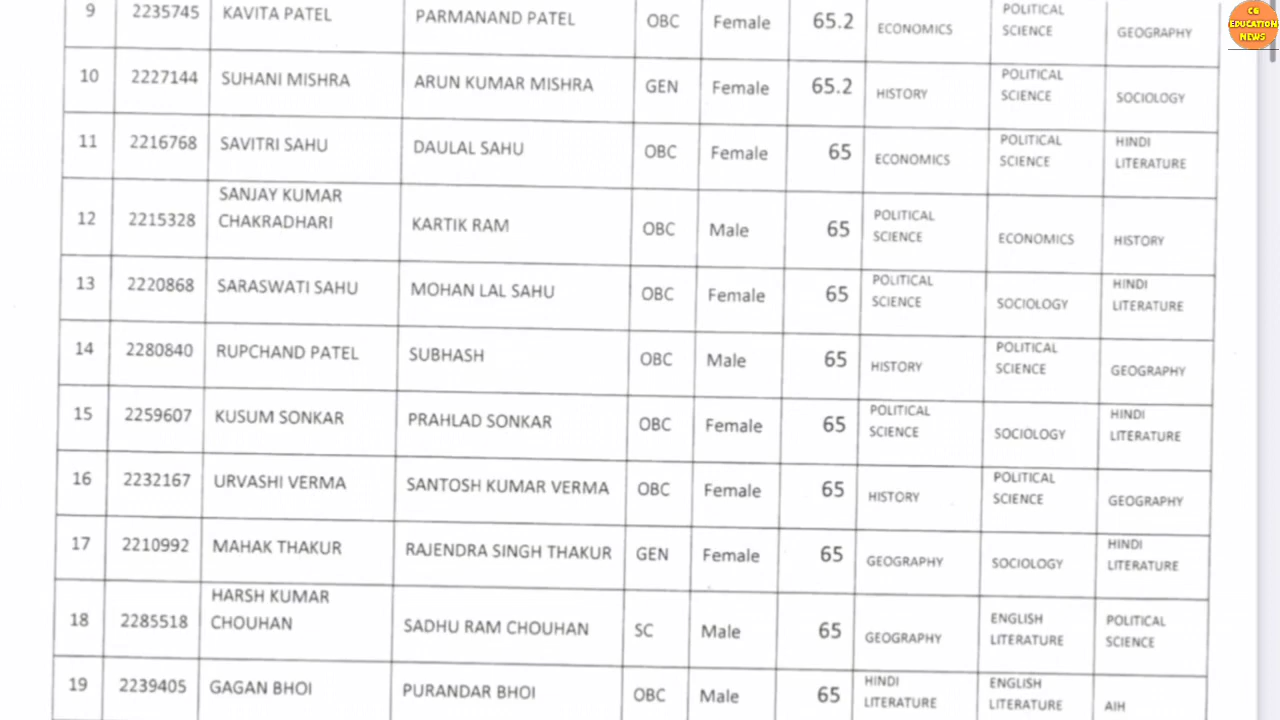 9 2235745 KAVITA PATEL PARMANAND PATEL OBC Female 65.2 ECONOMICS POLITICAL SCIENCE GEOGRAPHY
10 2227144 SUHANI MISHRA ARUN KUMAR MISHRA GEN Female 65.2 HISTORY POLITICAL SCIENCE SOCIOLOGY
11 2216768 SAVITRI SAHU DAULAL SAHU OBC Female 65 ECONOMICS POLITICAL SCIENCE HINDI LITERATURE
12 2215328 SANJAY KUMAR CHAKRADHARI KARTIK RAM OBC Male 65 POLITICAL SCIENCE ECONOMICS HISTORY
13 2220868 SARASWATI SAHU MOHAN LAL SAHU OBC Female 65 POLITICAL SCIENCE SOCIOLOGY HINDI LITERATURE
14 2280840 RUPCHAND PATEL SUBHASH OBC Male 65 HISTORY POLITICAL SCIENCE GEOGRAPHY
15 2259607 KUSUM SONKAR PRAHLAD SONKAR OBC Female 65 POLITICAL SCIENCE SOCIOLOGY HINDI LITERATURE
16 2232167 URVASHI VERMA SANTOSH KUMAR VERMA OBC Female 65 HISTORY POLITICAL SCIENCE GEOGRAPHY
17 2210992 MAHAK THAKUR RAJENDRA SINGH THAKUR GEN Female 65 GEOGRAPHY SOCIOLOGY HINDI LITERATURE
18 2285518 HARSH KUMAR CHOUHAN SADHU RAM CHOUHAN SC Male 65 GEOGRAPHY ENGLISH LITERATURE POLITICAL SCIENCE
19 2239405 GAGAN BHOI PURANDAR BHOI OBC Male 65 HINDI LITERATURE ENGLISH LITERATURE AIH
CG
EDUCATION
NEWS